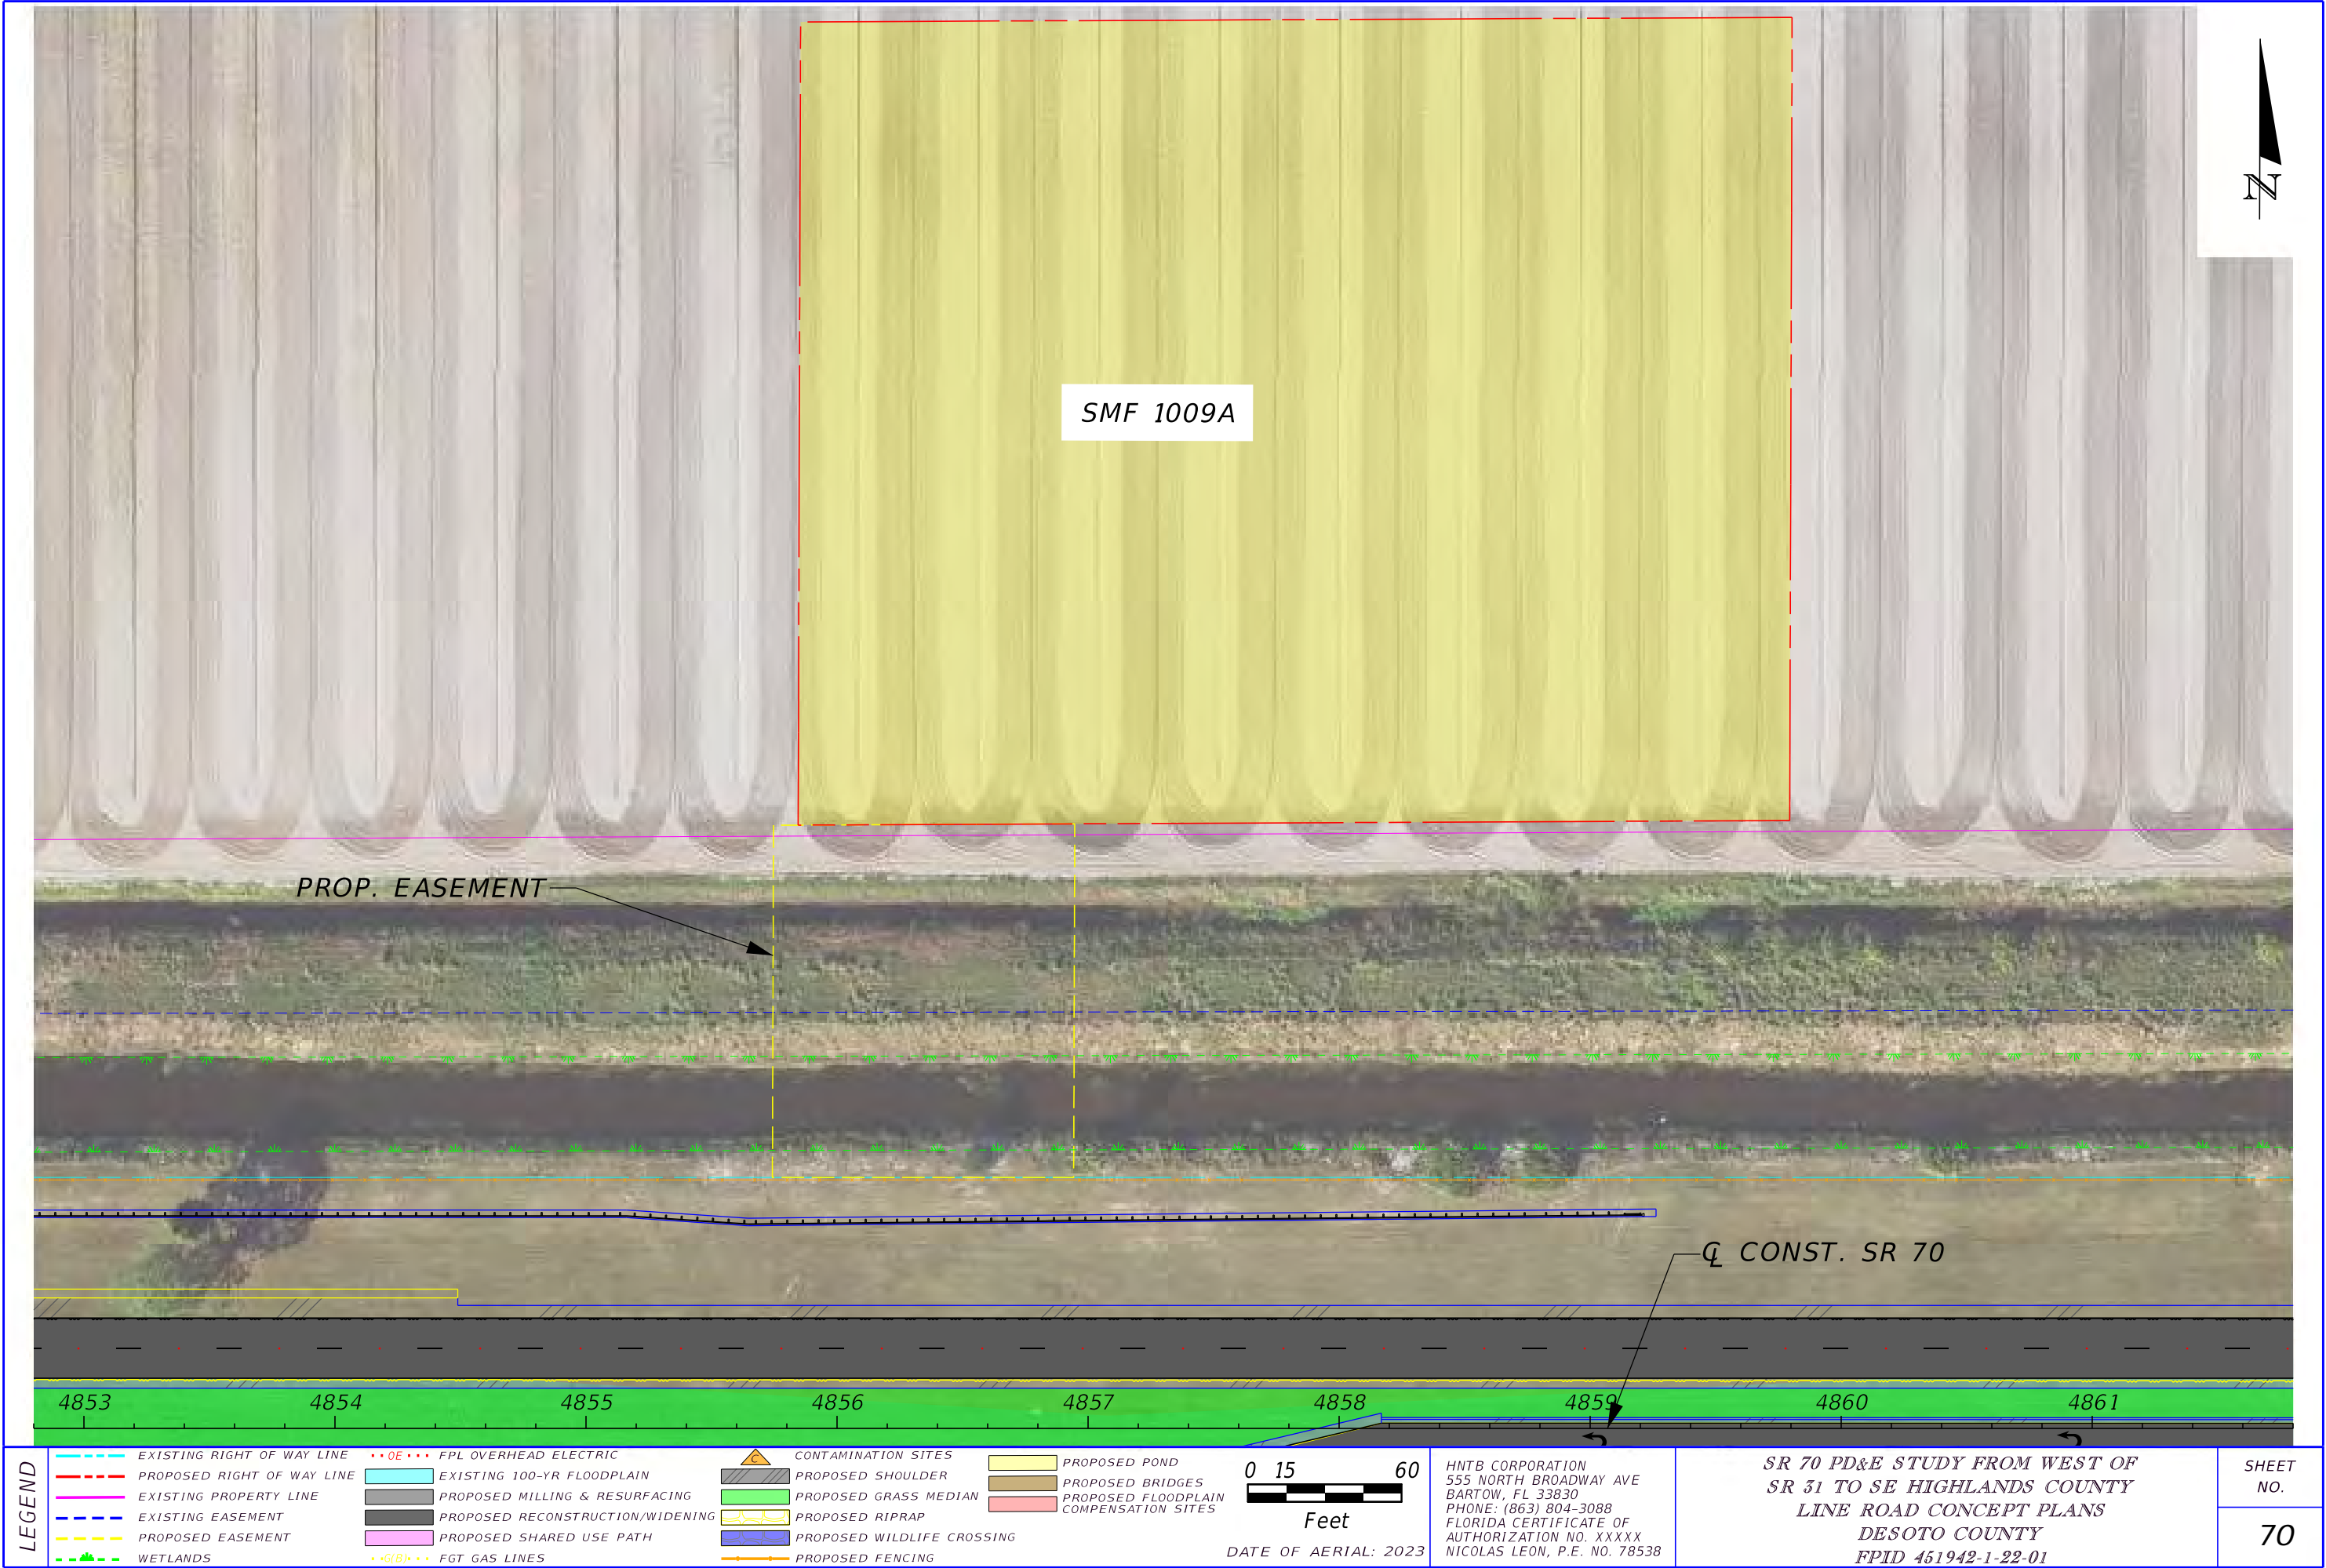 N
SMF 1009A
PROP. EASEMENT
℄ CONST. SR 70
4853 4854 4855 4856 4857 4858 4859 4860 4861
LEGEND
EXISTING RIGHT OF WAY LINE
PROPOSED RIGHT OF WAY LINE
EXISTING PROPERTY LINE
EXISTING EASEMENT
PROPOSED EASEMENT
WETLANDS
OE FPL OVERHEAD ELECTRIC
EXISTING 100-YR FLOODPLAIN
PROPOSED MILLING & RESURFACING
PROPOSED RECONSTRUCTION/WIDENING
PROPOSED SHARED USE PATH
FGT GAS LINES
C CONTAMINATION SITES
PROPOSED SHOULDER
PROPOSED GRASS MEDIAN
PROPOSED RIPRAP
PROPOSED WILDLIFE CROSSING
PROPOSED FENCING
PROPOSED POND
PROPOSED BRIDGES
PROPOSED FLOODPLAIN
COMPENSATION SITES
0 15 60
Feet
DATE OF AERIAL: 2023
HNTB CORPORATION
555 NORTH BROADWAY AVE
BARTOW, FL 33830
PHONE: (863) 804-3088
FLORIDA CERTIFICATE OF
AUTHORIZATION NO. XXXXX
NICOLAS LEON, P.E. NO. 78538
SR 70 PD&E STUDY FROM WEST OF
SR 31 TO SE HIGHLANDS COUNTY
LINE ROAD CONCEPT PLANS
DESOTO COUNTY
FPID 451942-1-22-01
SHEET
NO.
70